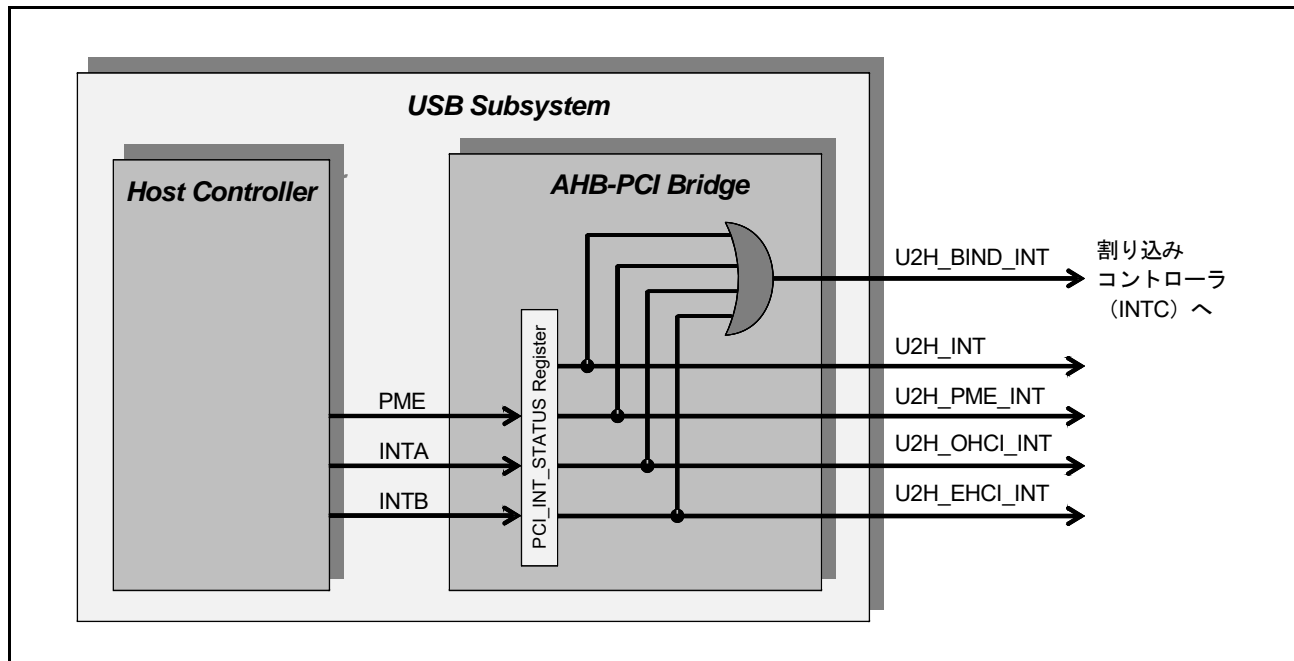 USB Subsystem
Host Controller
AHB-PCI Bridge
U2H_BIND_INT
割り込み
コントローラ
（INTC）へ
PCI_INT_STATUS Register
U2H_INT
PME
U2H_PME_INT
INTA
U2H_OHCI_INT
INTB
U2H_EHCI_INT